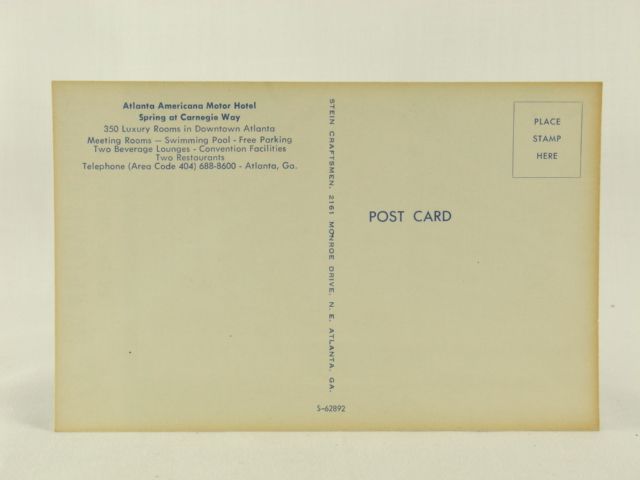 Atlanta Americana Motor Hotel
Spring at Carnegie Way
350 Luxury Rooms in Downtown Atlanta
Meeting Rooms — Swimming Pool - Free Parking
Two Beverage Lounges - Convention Facilities
Two Restaurants
Telephone (Area Code 404) 688-8600 - Atlanta, Ga.
STEIN CRAFTSMEN, 2161 MONROE DRIVE, N. E. ATLANTA, GA.
S-62892
PLACE
STAMP
HERE
POST CARD